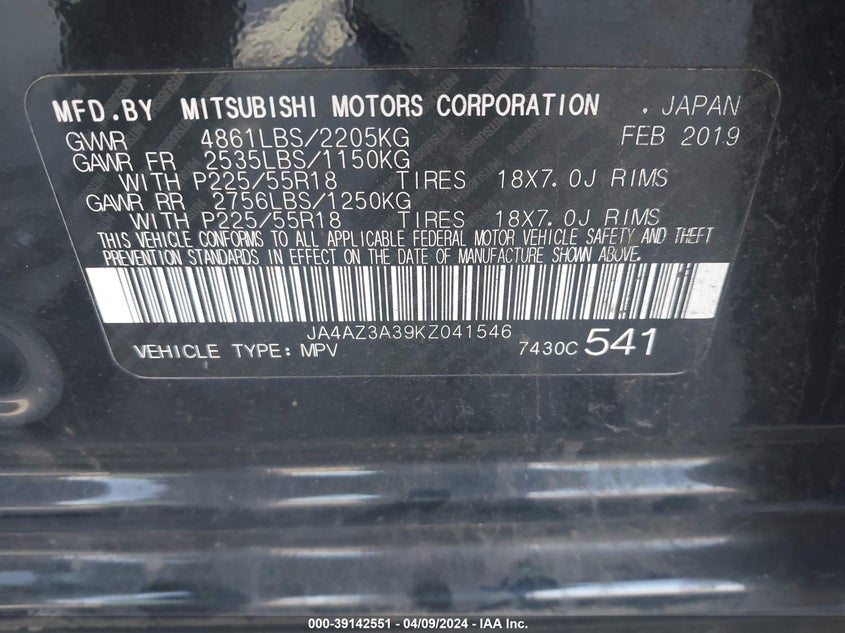 MFD.BY MITSUBISHI MOTORS CORPORATION . JAPAN
GVWR 4861LBS/2205KG FEB 2019
GAWR FR 2535LBS/1150KG
WITH P225/55R18 TIRES 18X7.0J RIMS
GAWR RR 2756LBS/1250KG
WITH P225/55R18 TIRES 18X7.0J RIMS
THIS VEHICLE CONFORMS TO ALL APPLICABLE FEDERAL MOTOR VEHICLE SAFETY AND THEFT
PREVENTION STANDARDS IN EFFECT ON THE DATE OF MANUFACTURE SHOWN ABOVE.
JA4AZ3A39KZ041546
VEHICLE TYPE: MPV 7430C 541
000-39142551 - 04/09/2024 - IAA Inc.